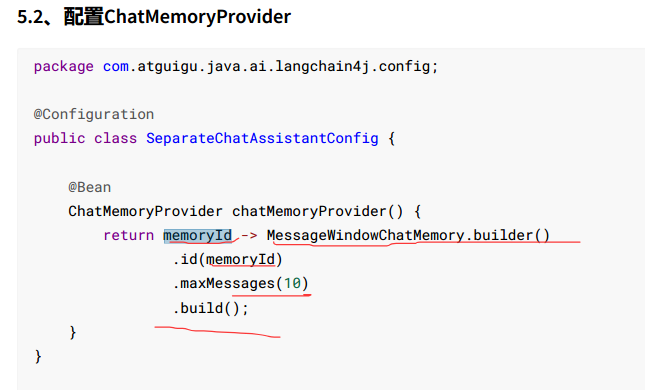 5.2、配置ChatMemoryProvider
package com.atguigu.java.ai.langchain4j.config;
@Configuration
public class SeparateChatAssistantConfig {
@Bean
ChatMemoryProvider chatMemoryProvider() {
return memoryId -> MessageWindowChatMemory.builder()
.id(memoryId)
.maxMessages(10)
.build();
}
}